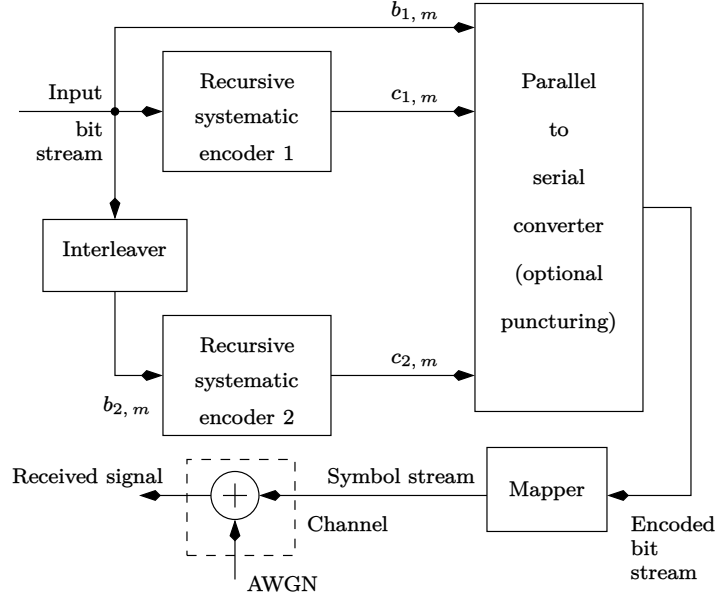 b1, m
Input
bit
stream
Recursive
systematic
encoder 1
c1, m
Parallel
to
serial
converter
(optional
puncturing)
Interleaver
b2, m
Recursive
systematic
encoder 2
c2, m
Received signal
Symbol stream
Mapper
Channel
Encoded
bit
stream
AWGN